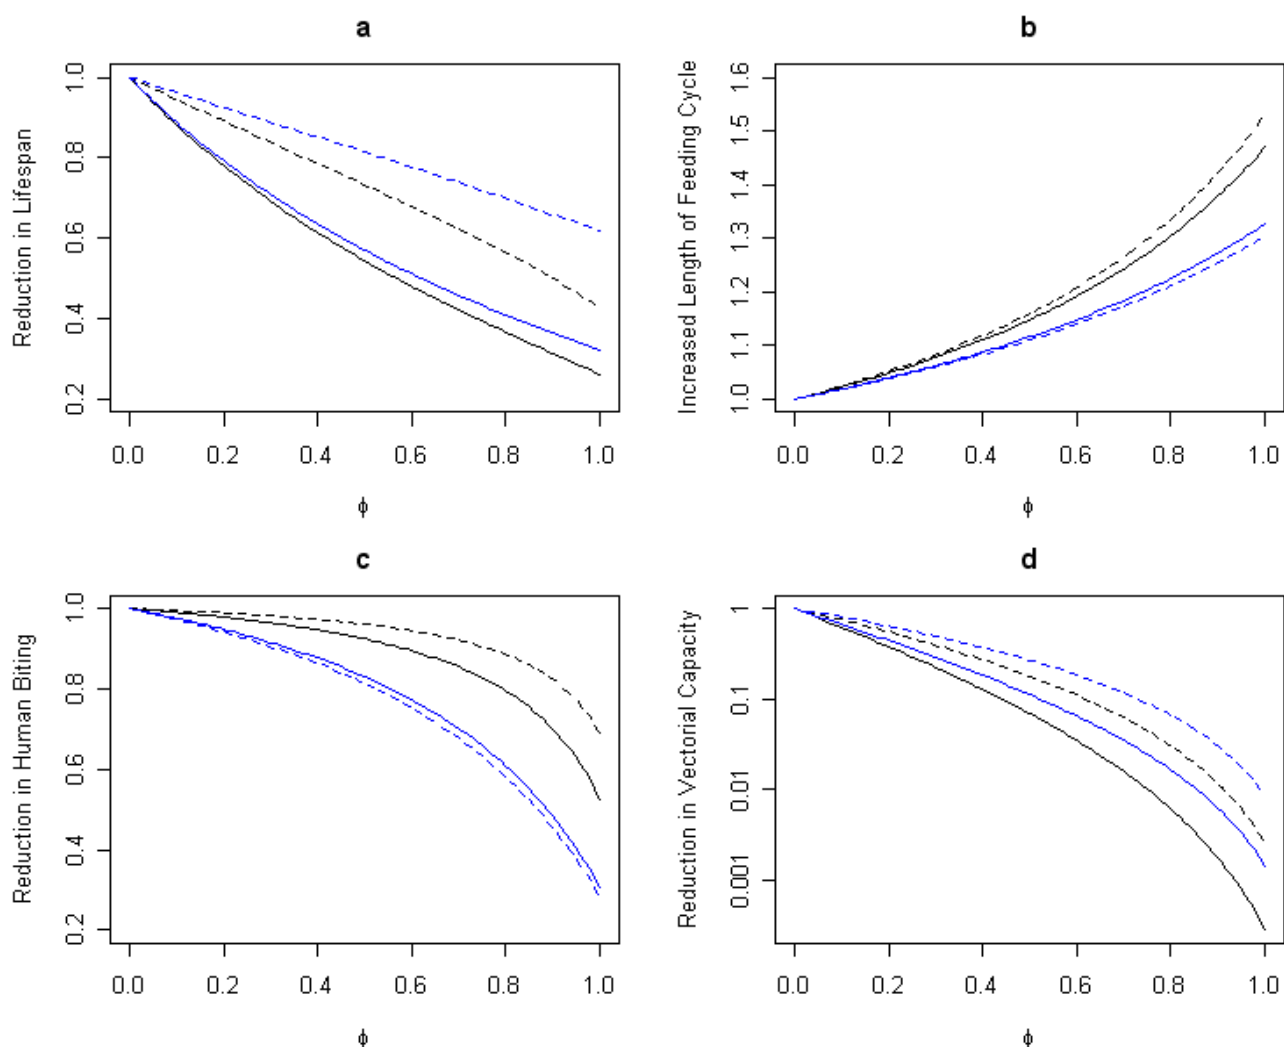 a
Reduction in Lifespan
1.0
0.8
0.6
0.4
0.2
0.0 0.2 0.4 0.6 0.8 1.0
ϕ
b
Increased Length of Feeding Cycle
1.6
1.5
1.4
1.3
1.2
1.1
1.0
0.0 0.2 0.4 0.6 0.8 1.0
ϕ
c
Reduction in Human Biting
1.0
0.8
0.6
0.4
0.2
0.0 0.2 0.4 0.6 0.8 1.0
ϕ
d
Reduction in Vectorial Capacity
1
0.1
0.01
0.001
0.0 0.2 0.4 0.6 0.8 1.0
ϕ